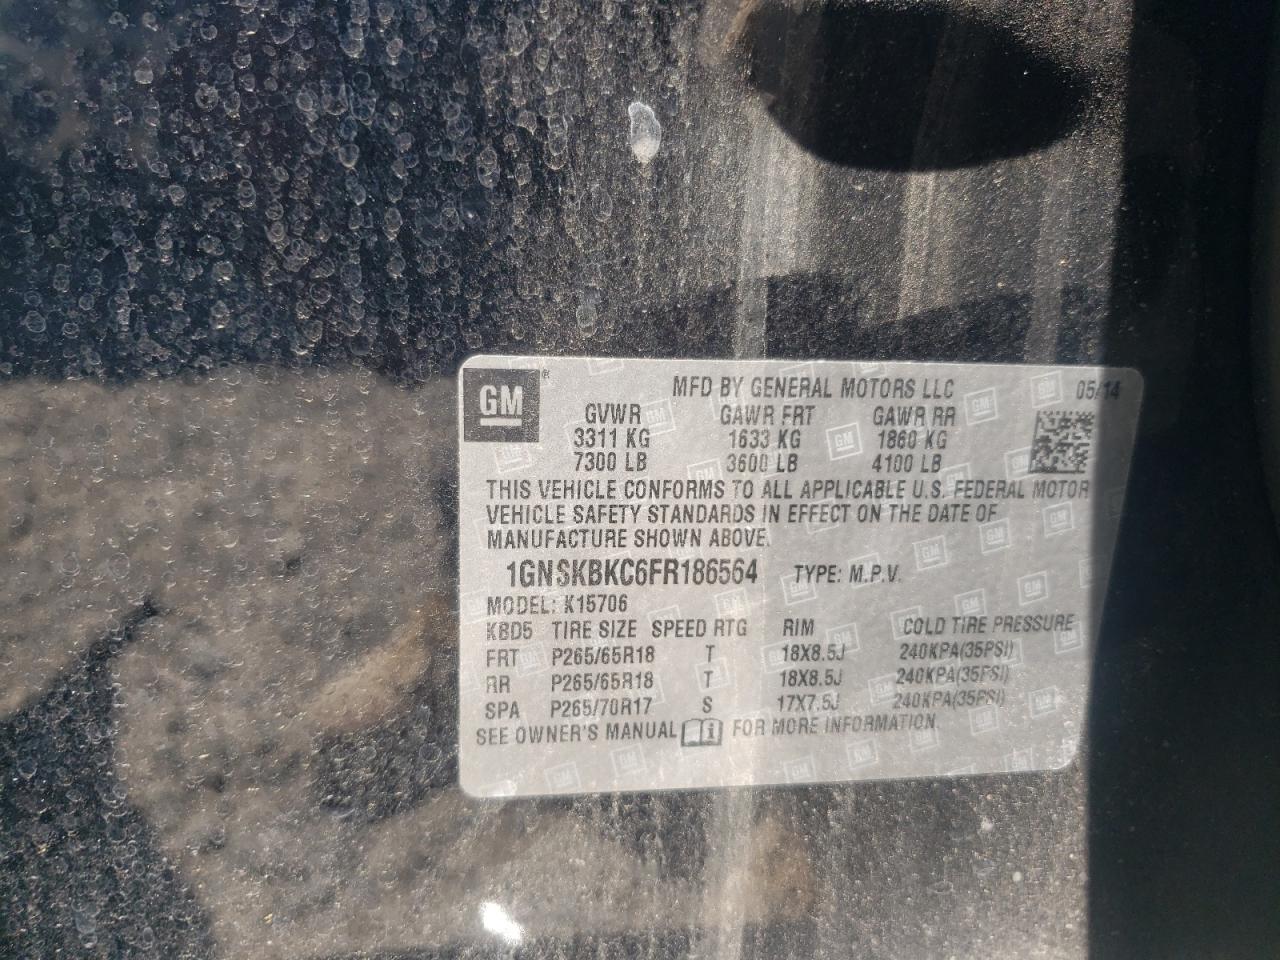 GM ® MFD BY GENERAL MOTORS LLC 05/14
GVWR GAWR FRT GAWR RR
3311 KG 1633 KG 1860 KG
7300 LB 3600 LB 4100 LB
THIS VEHICLE CONFORMS TO ALL APPLICABLE U.S. FEDERAL MOTOR
VEHICLE SAFETY STANDARDS IN EFFECT ON THE DATE OF
MANUFACTURE SHOWN ABOVE.
1GNSKBKC6FR186564 TYPE: M.P.V.
MODEL: K15706
KBD5 TIRE SIZE SPEED RTG RIM COLD TIRE PRESSURE
FRT P265/65R18 T 18X8.5J 240KPA(35PSI)
RR P265/65R18 T 18X8.5J 240KPA(35PSI)
SPA P265/70R17 S 17X7.5J 240KPA(35PSI)
SEE OWNER'S MANUAL i FOR MORE INFORMATION.